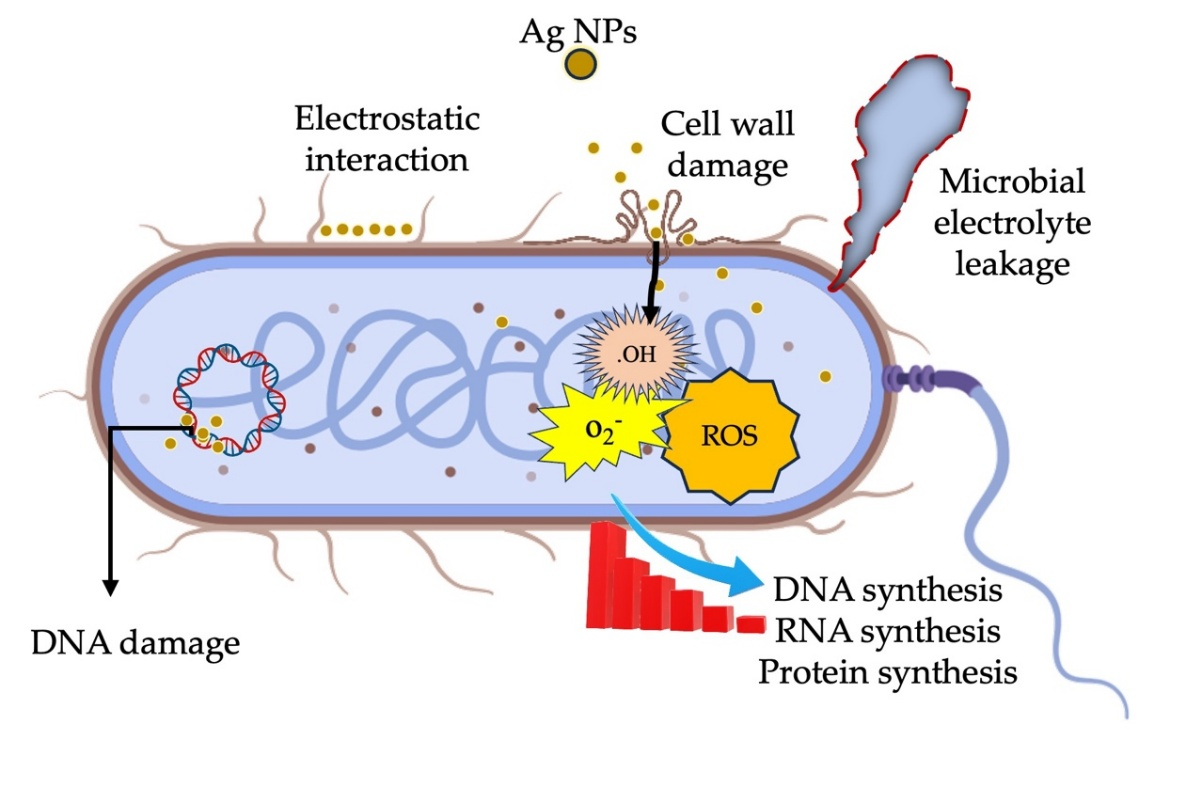 Ag NPs
Electrostatic
interaction
Cell wall
damage
Microbial
electrolyte
leakage
.OH
O₂⁻
ROS
DNA damage
DNA synthesis
RNA synthesis
Protein synthesis